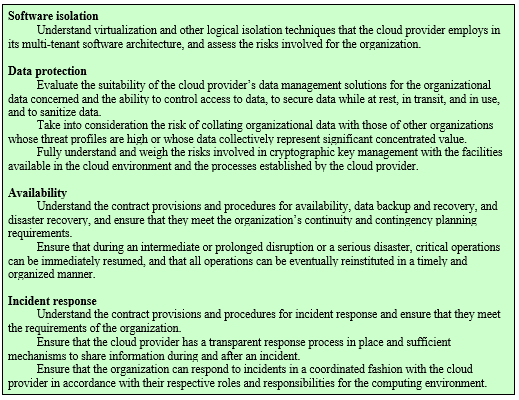 Software isolation
Understand virtualization and other logical isolation techniques that the cloud provider employs in
its multi-tenant software architecture, and assess the risks involved for the organization.
Data protection
Evaluate the suitability of the cloud provider's data management solutions for the organizational
data concerned and the ability to control access to data, to secure data while at rest, in transit, and in use,
and to sanitize data.
Take into consideration the risk of collating organizational data with those of other organizations
whose threat profiles are high or whose data collectively represent significant concentrated value.
Fully understand and weigh the risks involved in cryptographic key management with the facilities
available in the cloud environment and the processes established by the cloud provider.
Availability
Understand the contract provisions and procedures for availability, data backup and recovery, and
disaster recovery, and ensure that they meet the organization's continuity and contingency planning
requirements.
Ensure that during an intermediate or prolonged disruption or a serious disaster, critical operations
can be immediately resumed, and that all operations can be eventually reinstituted in a timely and
organized manner.
Incident response
Understand the contract provisions and procedures for incident response and ensure that they meet
the requirements of the organization.
Ensure that the cloud provider has a transparent response process in place and sufficient
mechanisms to share information during and after an incident.
Ensure that the organization can respond to incidents in a coordinated fashion with the cloud
provider in accordance with their respective roles and responsibilities for the computing environment.